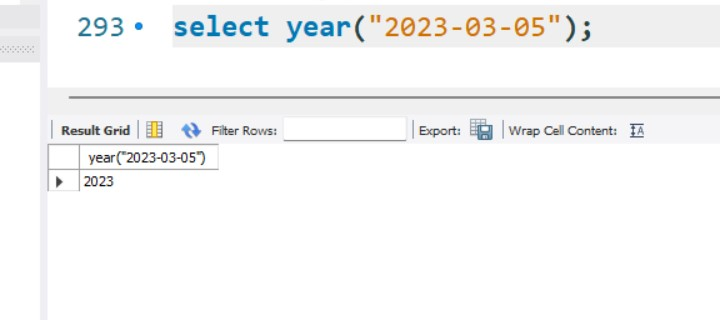 293 select year("2023-03-05");
Result Grid Filter Rows: Export: Wrap Cell Content: IA
year("2023-03-05")
2023